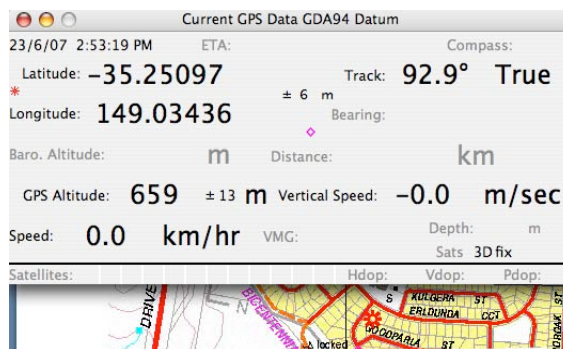 Current GPS Data GDA94 Datum
23/6/07 2:53:19 PM ETA: Compass:
Latitude: -35.25097 Track: 92.9° True
± 6 m
Longitude: 149.03436 Bearing:
Baro. Altitude: m Distance: km
GPS Altitude: 659 ± 13 m Vertical Speed: -0.0 m/sec
Speed: 0.0 km/hr VMG: Depth: m
Sats 3D fix
Satellites: Hdop: Vdop: Pdop:
DRIVE
N
S KULGERA ST
ERLDUNDA CCT
GOOOPARLA ST
locked